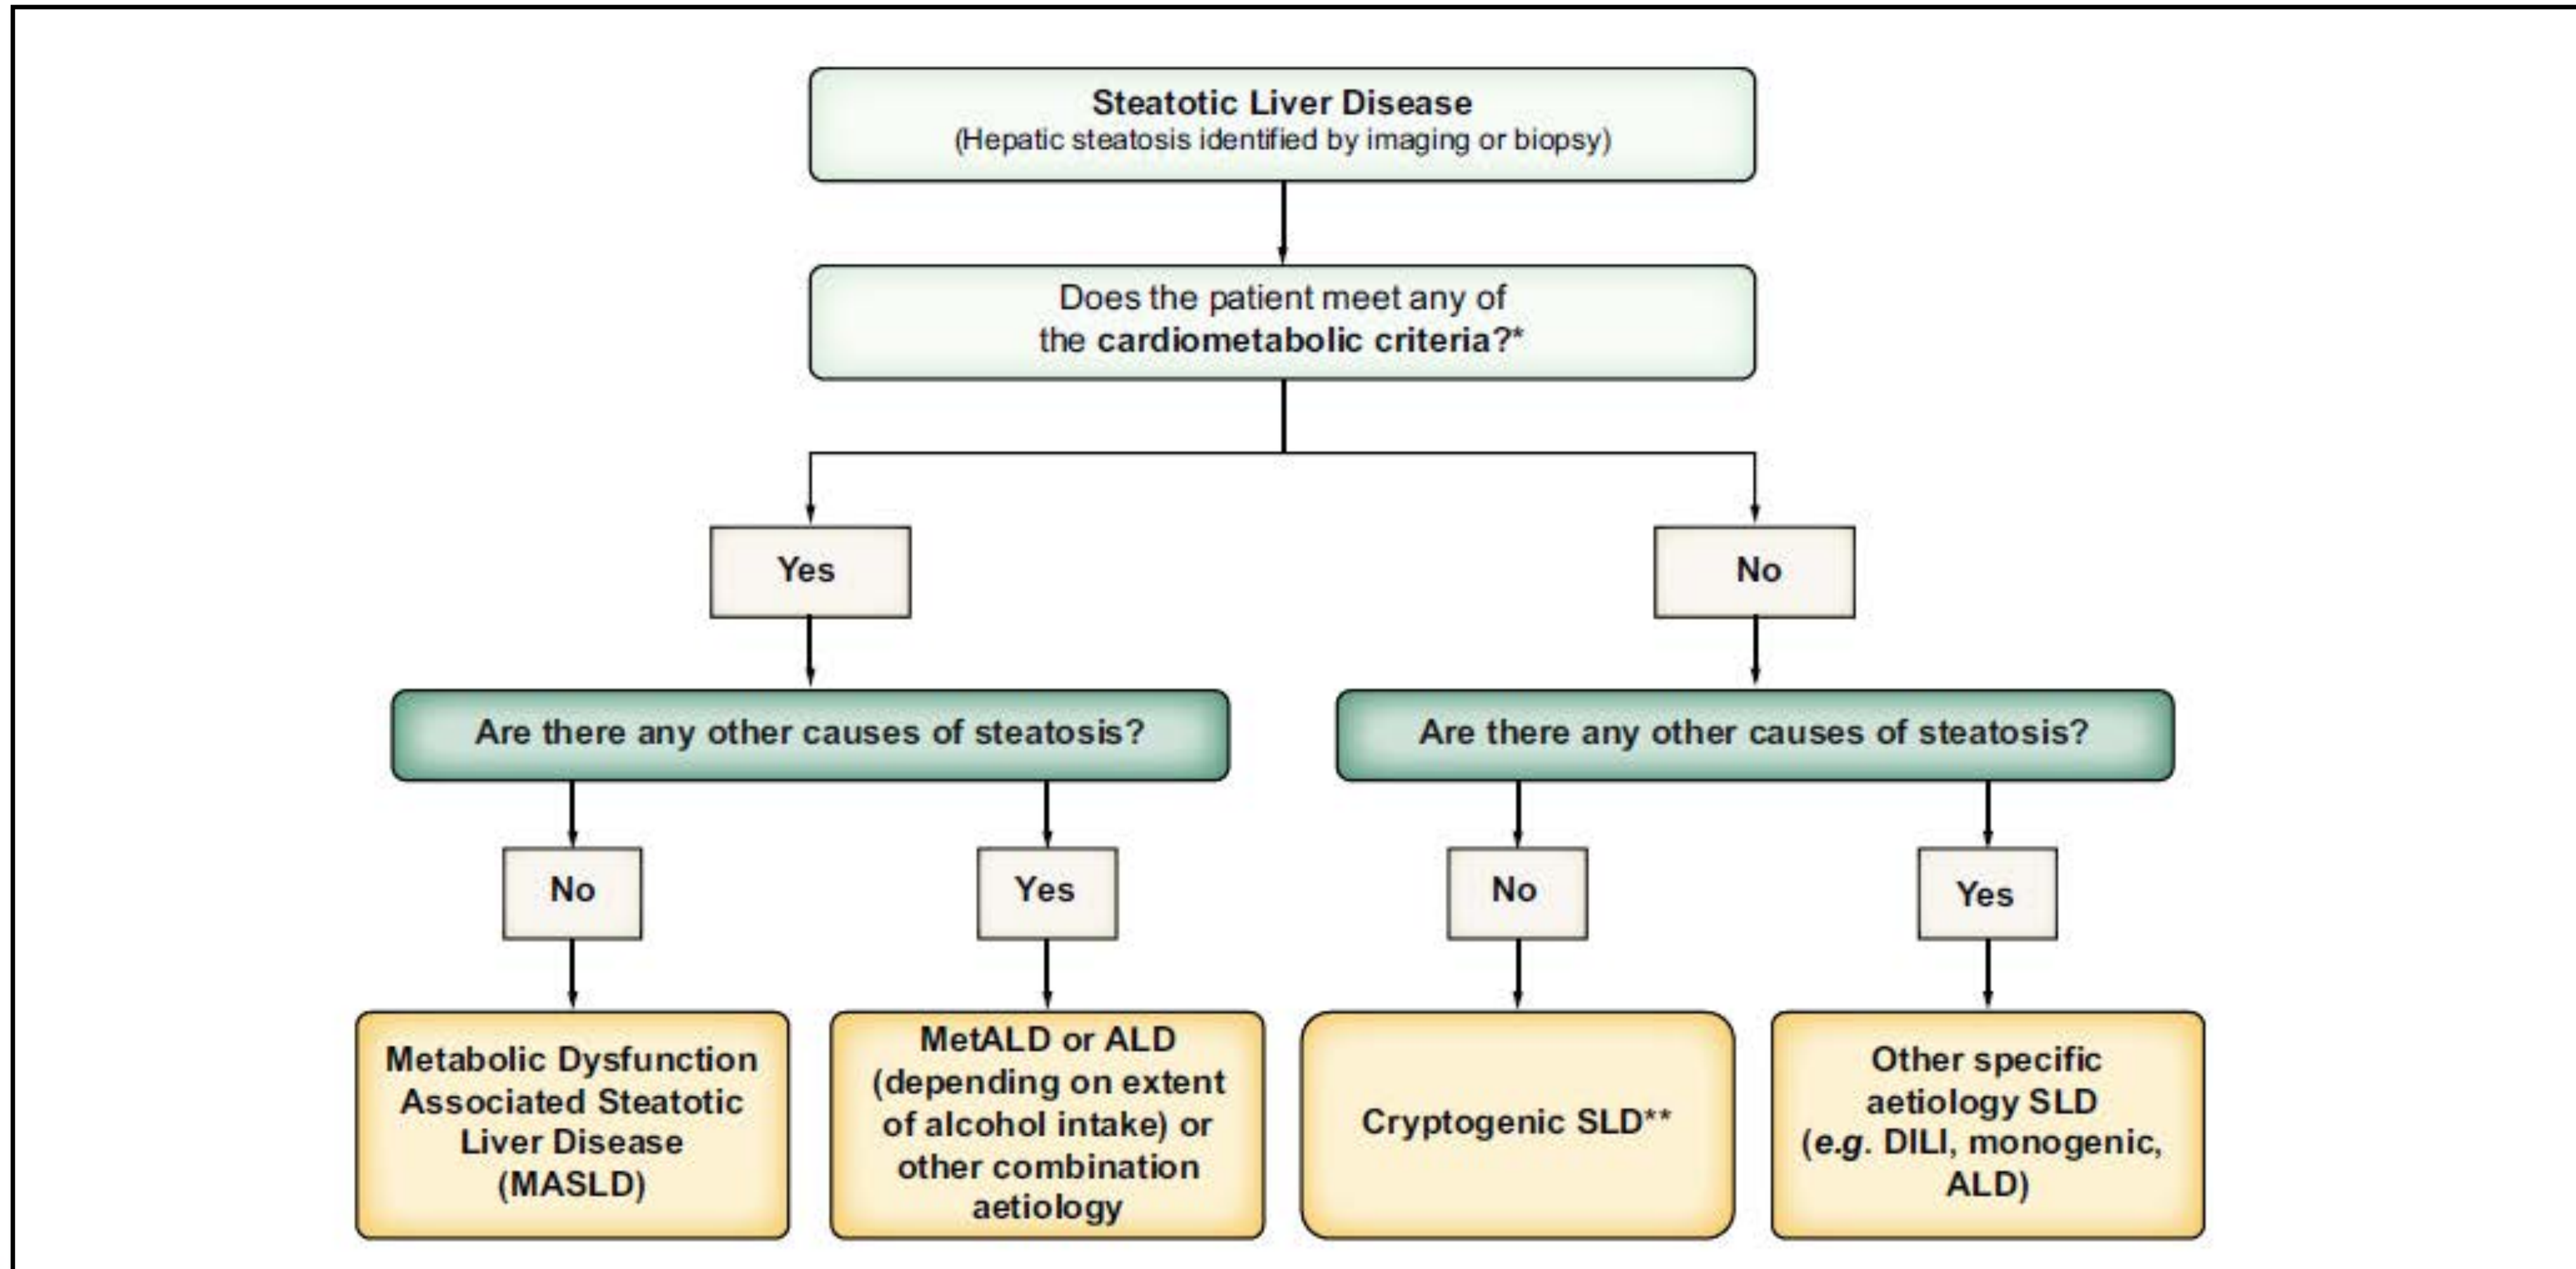 Steatotic Liver Disease
(Hepatic steatosis identified by imaging or biopsy)
Does the patient meet any of
the cardiometabolic criteria?*
Yes
No
Are there any other causes of steatosis?
Are there any other causes of steatosis?
No
Yes
No
Yes
Metabolic Dysfunction
Associated Steatotic
Liver Disease
(MASLD)
MetALD or ALD
(depending on extent
of alcohol intake) or
other combination
aetiology
Cryptogenic SLD**
Other specific
aetiology SLD
(e.g. DILI, monogenic,
ALD)